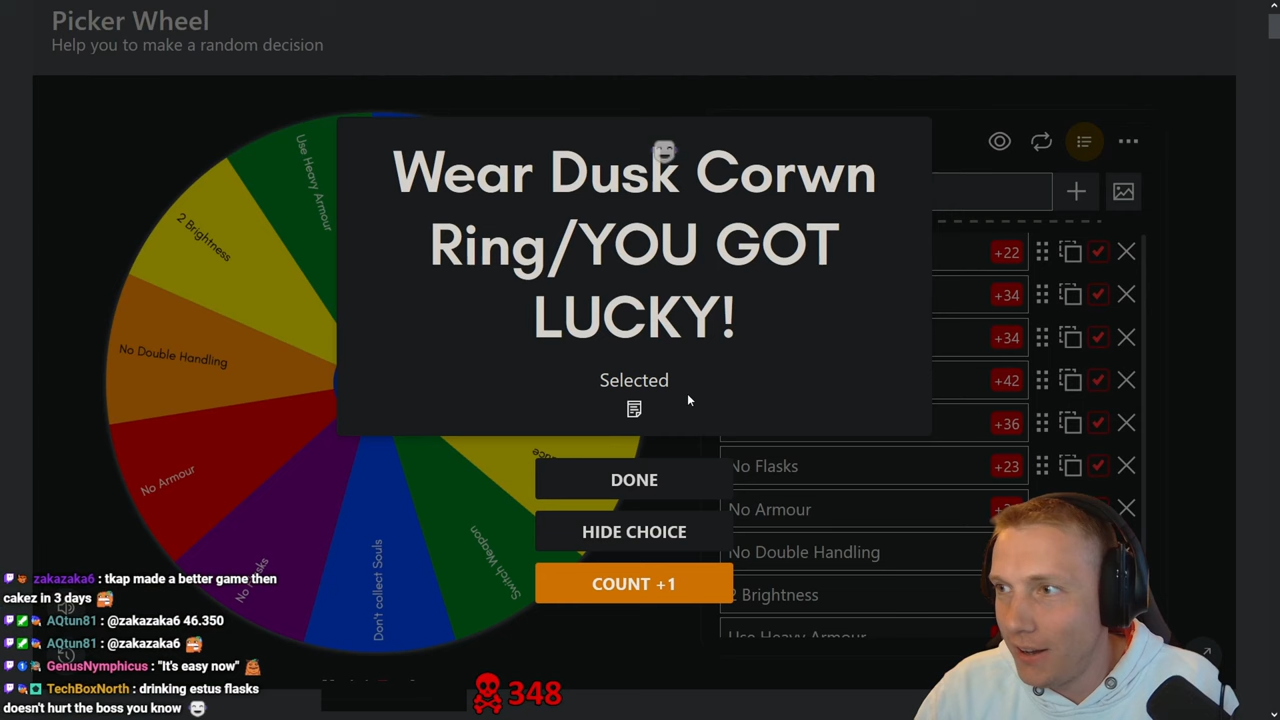 Picker Wheel
Help you to make a random decision
Wear Dusk Corwn
Ring/YOU GOT
LUCKY!
Selected
DONE
HIDE CHOICE
COUNT +1
Use Heavy Armour
2 Brightness
No Double Handling
No Armour
Don't collect Souls
Switch Weapon
+22
+34
+34
+42
+36
No Flasks
+23
No Armour
No Double Handling
2 Brightness
Use Heavy Armour
zakazaka6 : tkap made a better game then
cakez in 3 days
AQtun81 : @zakazaka6 46.350
AQtun81 : @zakazaka6
GenusNymphicus : "It's easy now"
TechBoxNorth : drinking estus flasks
doesn't hurt the boss you know
348